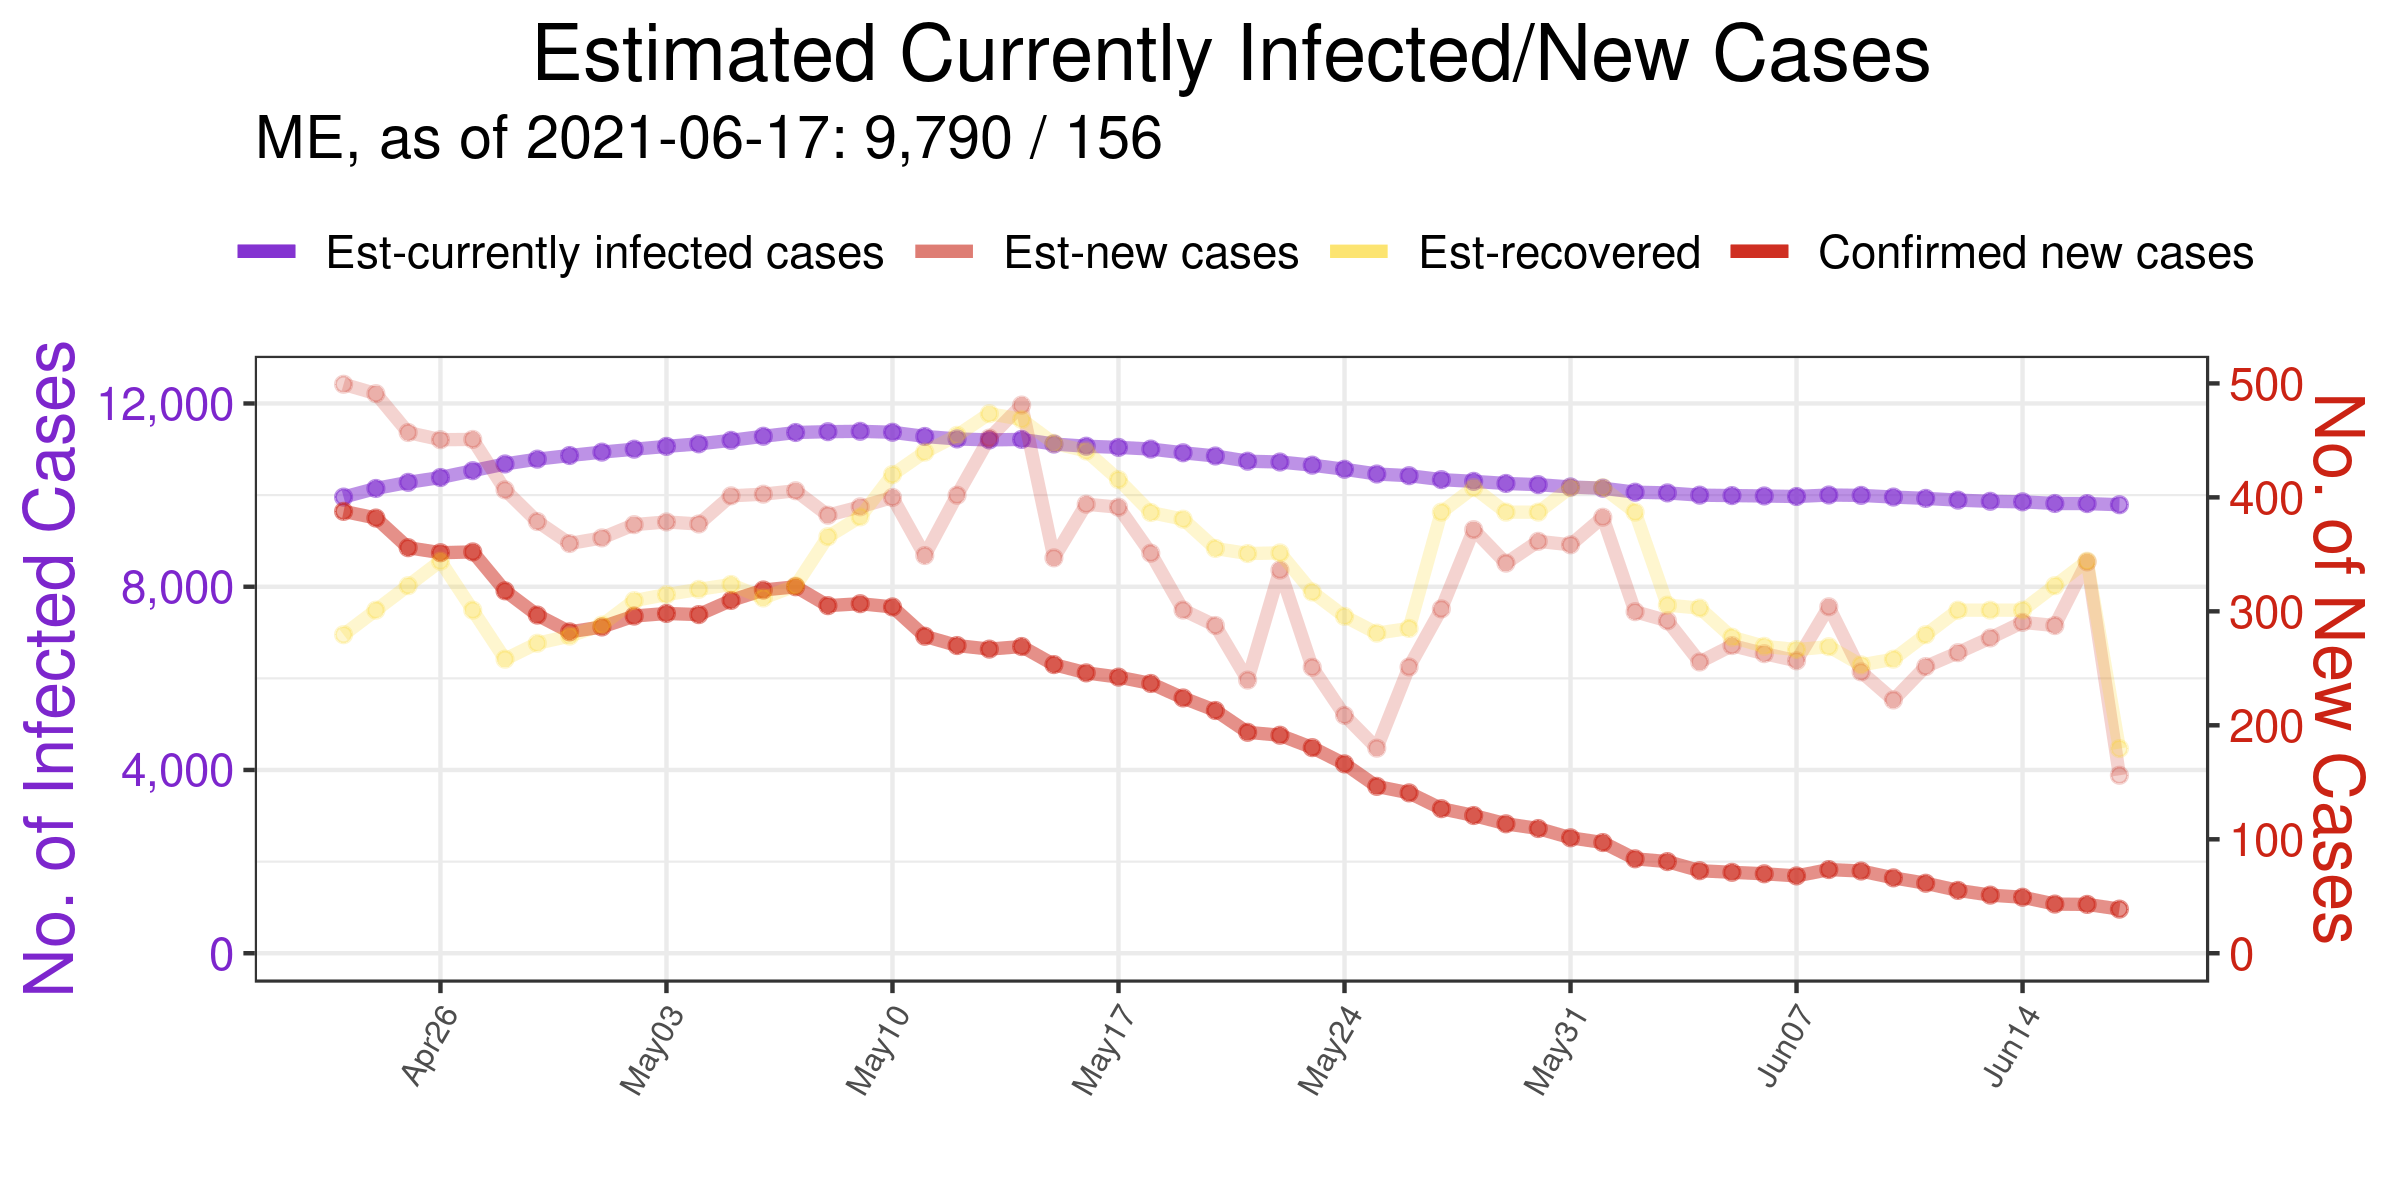 Estimated Currently Infected/New Cases
ME, as of 2021-06-17: 9,790 / 156
Est-currently infected cases Est-new cases Est-recovered Confirmed new cases
No. of Infected Cases
12,000
8,000
4,000
0
500
400
300
200
100
0
No. of New Cases
Apr26 May03 May10 May17 May24 May31 Jun07 Jun14